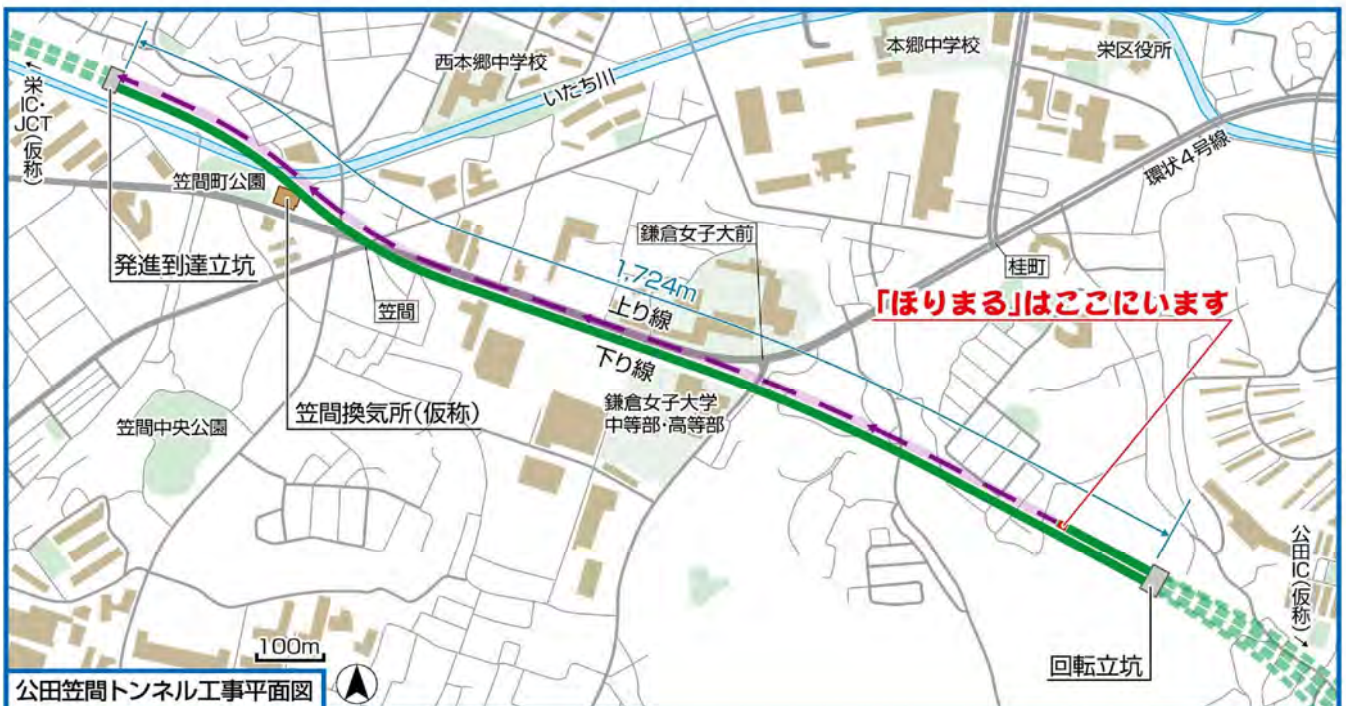 本郷中学校
栄区役所
西本郷中学校
いたち川
←栄IC・JCT(仮称)
環状4号線
笠間町公園
鎌倉女子大前
発進到達立坑
桂町
1,724m
「ほりまる」はここにいます
笠間
上り線
下り線
笠間換気所(仮称)
鎌倉女子大学
中等部・高等部
笠間中央公園
公田IC(仮称)→
100m
回転立坑
公田笠間トンネル工事平面図